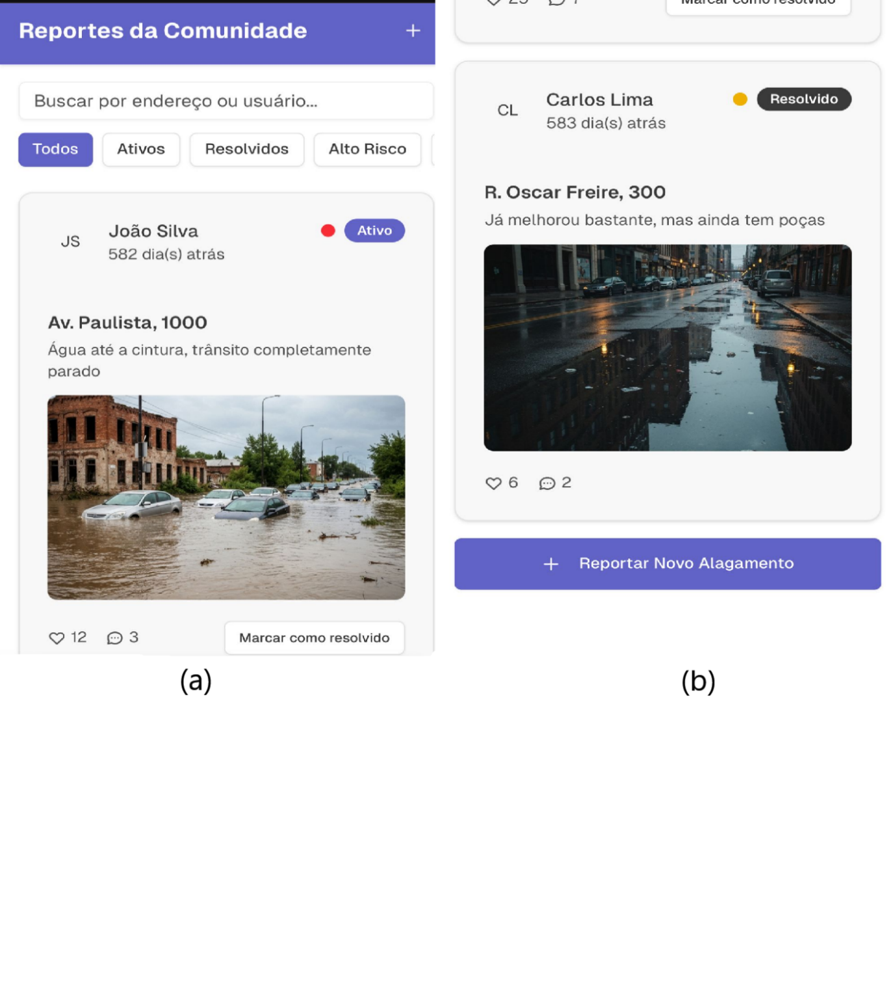 Reportes da Comunidade
Buscar por endereço ou usuário...
Todos
Ativos
Resolvidos
Alto Risco
JS
João Silva
582 dia(s) atrás
Ativo
Av. Paulista, 1000
Água até a cintura, trânsito completamente
parado
12
3
Marcar como resolvido
(a)
Marcar como resolvido
CL
Carlos Lima
583 dia(s) atrás
Resolvido
R. Oscar Freire, 300
Já melhorou bastante, mas ainda tem poças
6
2
Reportar Novo Alagamento
(b)